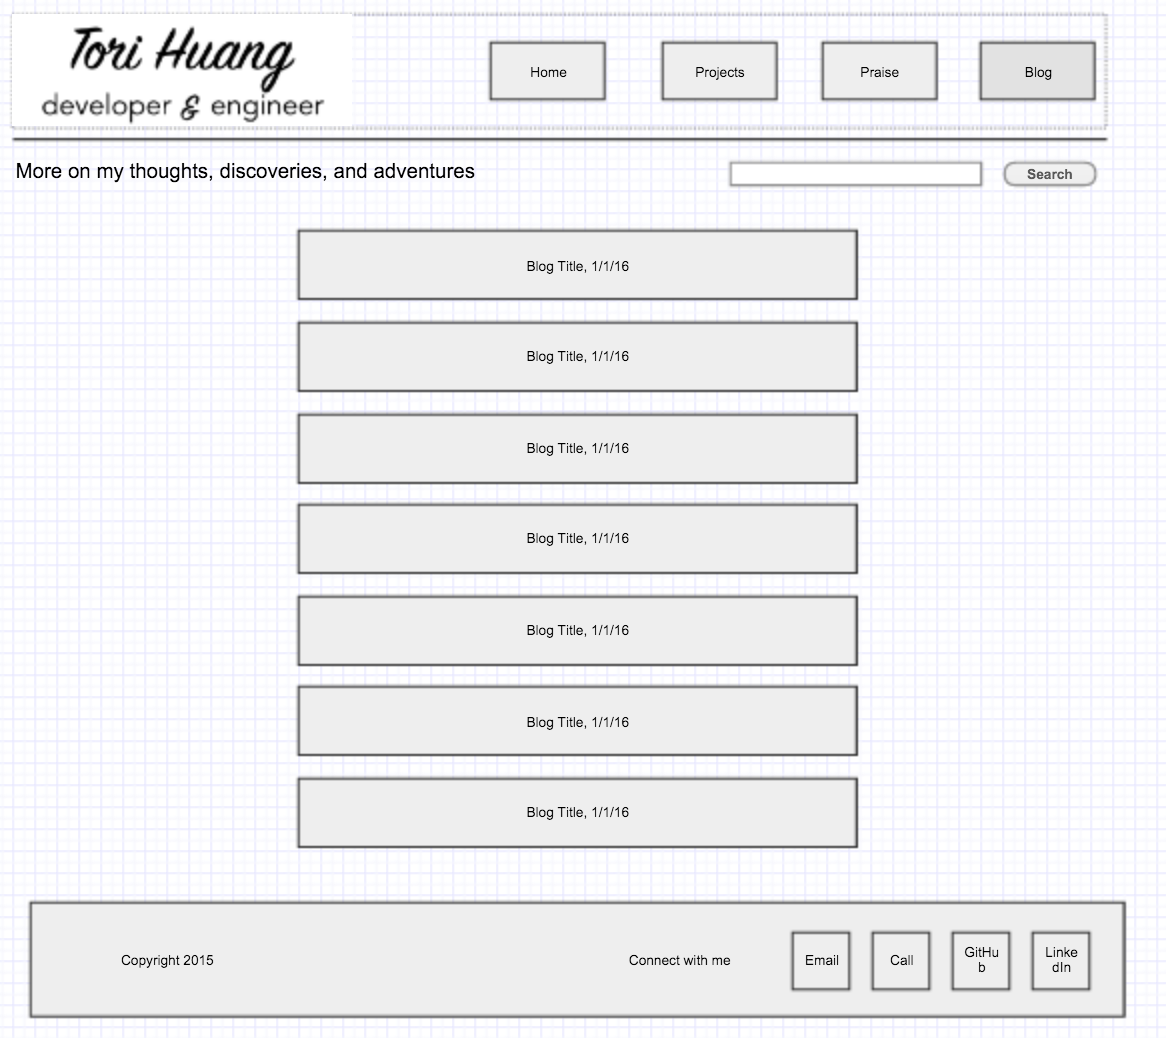 Tori Huang
developer & engineer
Home
Projects
Praise
Blog
More on my thoughts, discoveries, and adventures
Search
Blog Title, 1/1/16
Blog Title, 1/1/16
Blog Title, 1/1/16
Blog Title, 1/1/16
Blog Title, 1/1/16
Blog Title, 1/1/16
Blog Title, 1/1/16
Copyright 2015
Connect with me
Email
Call
GitHu
b
Linke
dIn